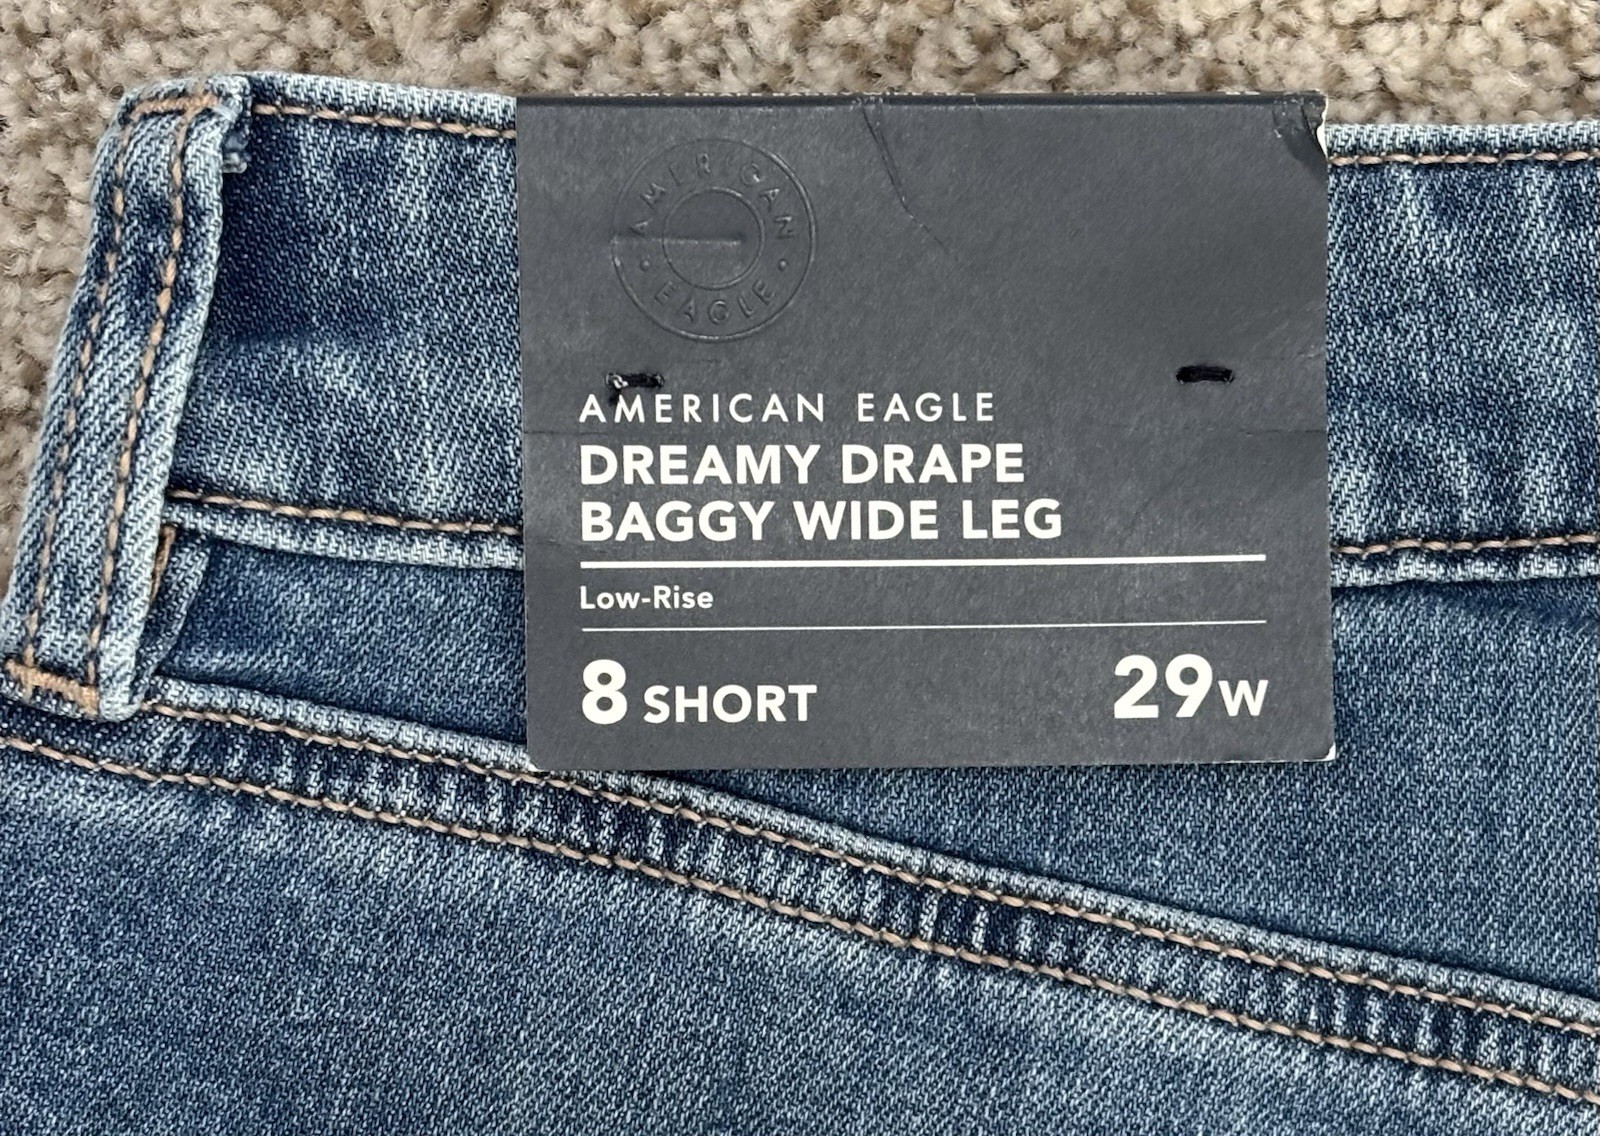 AMERICAN
EAGLE
AMERICAN EAGLE
DREAMY DRAPE
BAGGY WIDE LEG
Low-Rise
8 SHORT 29W